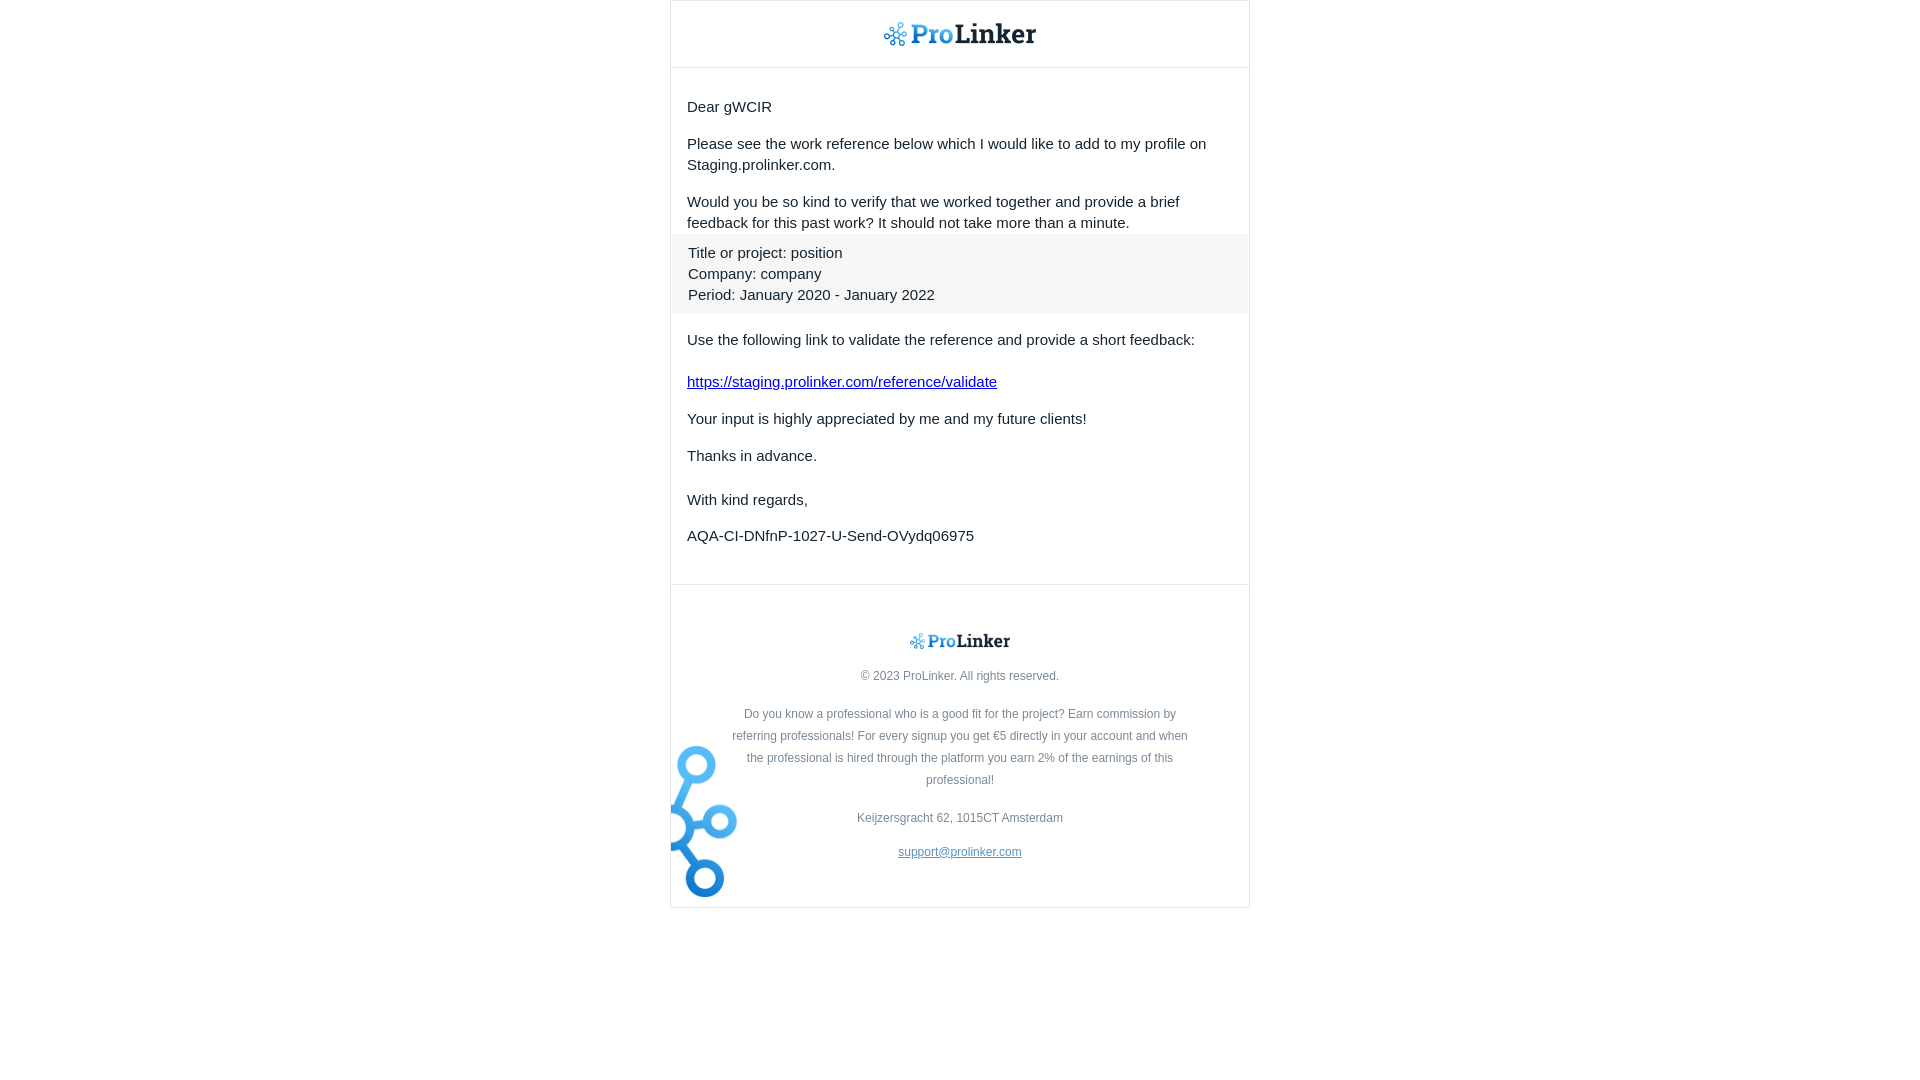 ProLinker
Dear gWCIR
Please see the work reference below which I would like to add to my profile on
Staging.prolinker.com.
Would you be so kind to verify that we worked together and provide a brief
feedback for this past work? It should not take more than a minute.
Title or project: position
Company: company
Period: January 2020 - January 2022
Use the following link to validate the reference and provide a short feedback:
https://staging.prolinker.com/reference/validate
Your input is highly appreciated by me and my future clients!
Thanks in advance.
With kind regards,
AQA-CI-DNfnP-1027-U-Send-OVydq06975
ProLinker
© 2023 ProLinker. All rights reserved.
Do you know a professional who is a good fit for the project? Earn commission by
referring professionals! For every signup you get €5 directly in your account and when
the professional is hired through the platform you earn 2% of the earnings of this
professional!
Keijzersgracht 62, 1015CT Amsterdam
support@prolinker.com